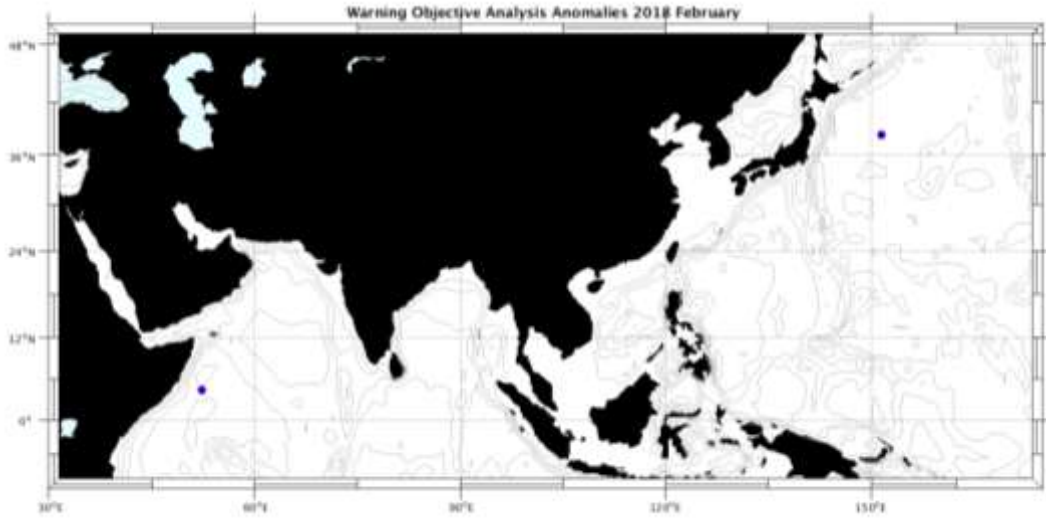 Warning Objective Analysis Anomalies 2018 February
48°N
36°N
24°N
12°N
0°
30°E
60°E
90°E
120°E
150°E